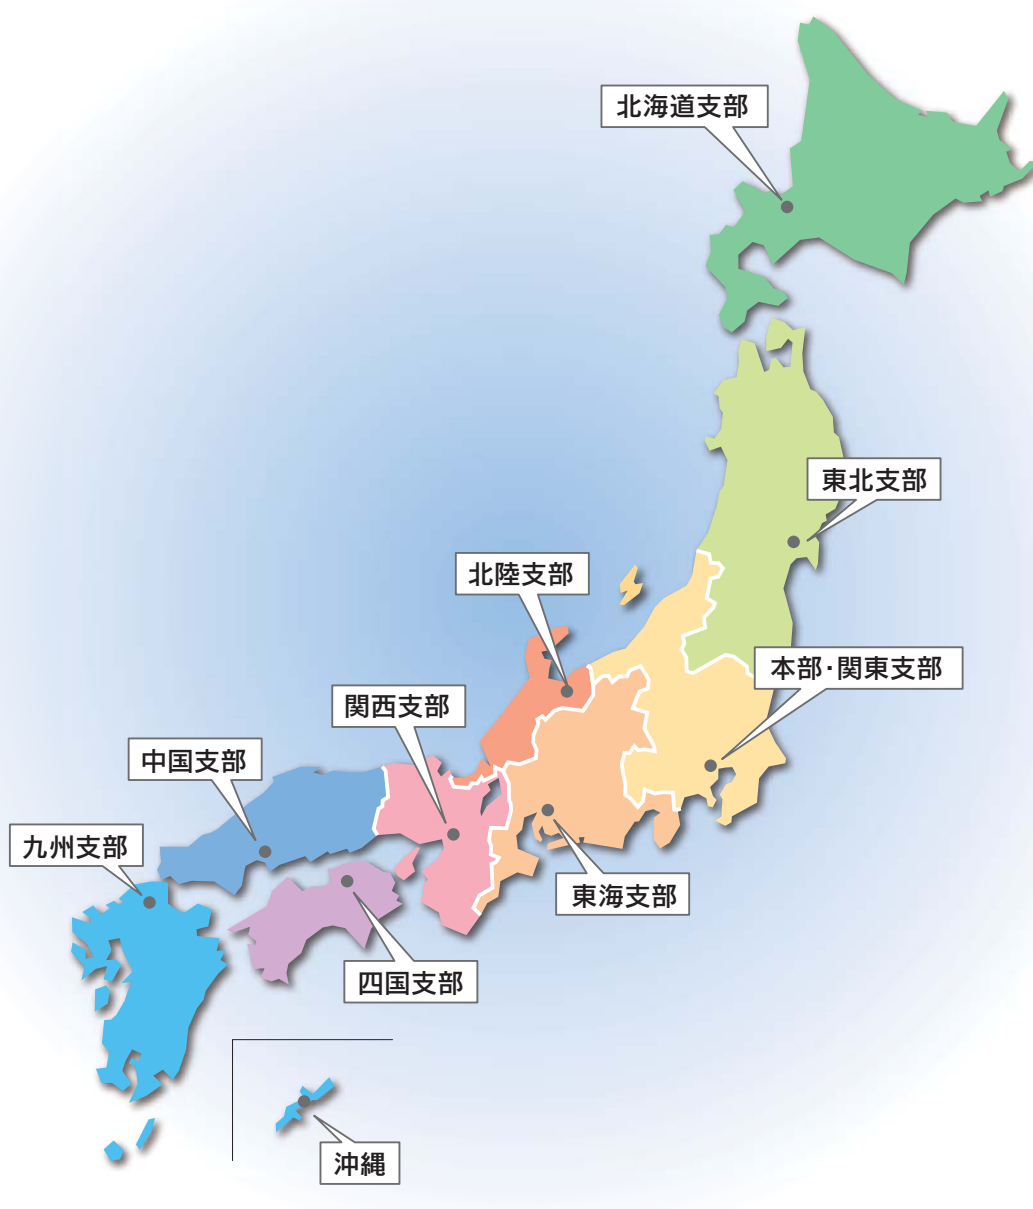 北海道支部
東北支部
北陸支部
本部・関東支部
関西支部
中国支部
九州支部
東海支部
四国支部
沖縄